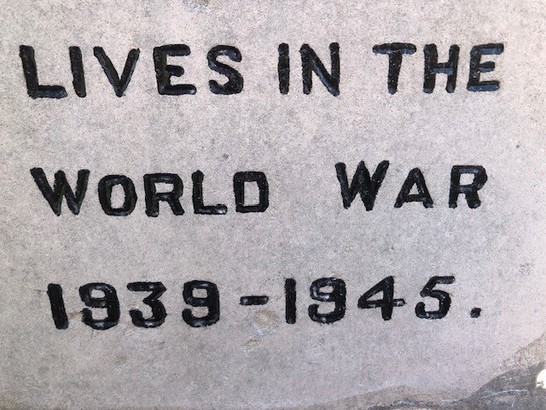 LIVES IN THE
WORLD WAR
1939-1945.